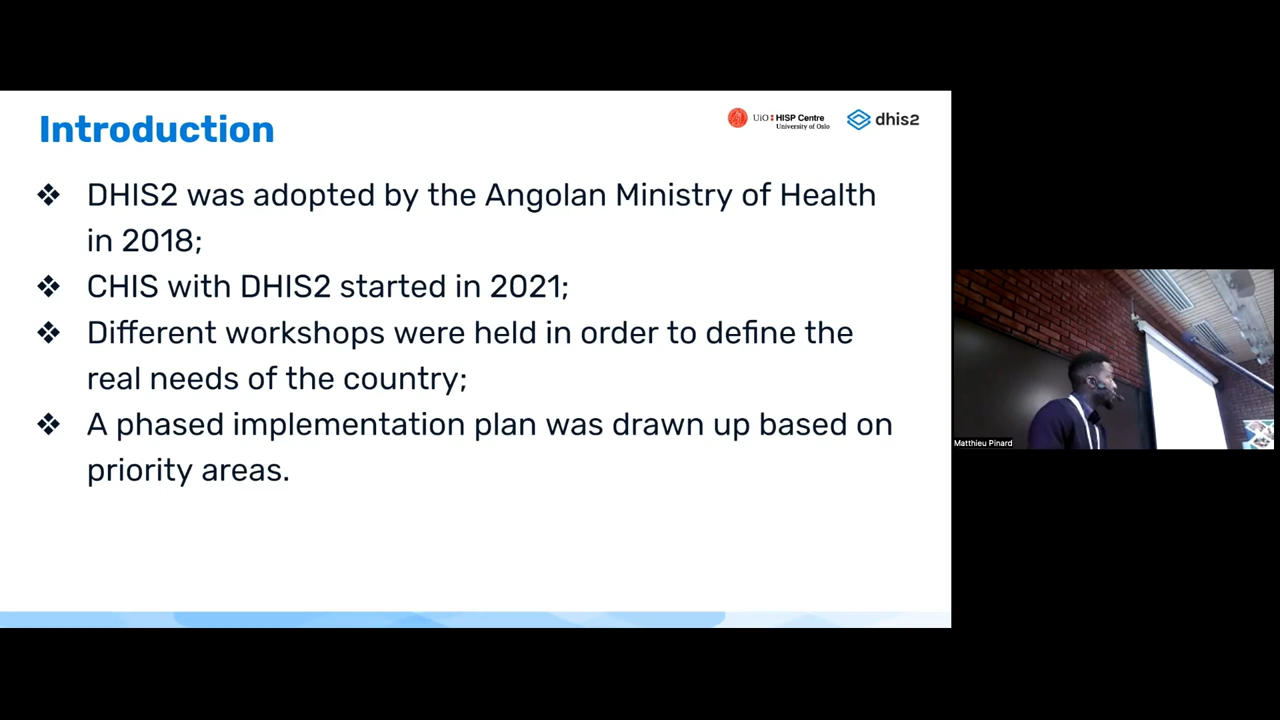 Introduction
UiO HISP Centre
University of Oslo
dhis2
DHIS2 was adopted by the Angolan Ministry of Health
in 2018;
CHIS with DHIS2 started in 2021;
Different workshops were held in order to define the
real needs of the country;
A phased implementation plan was drawn up based on
priority areas.
Matthieu Pinard